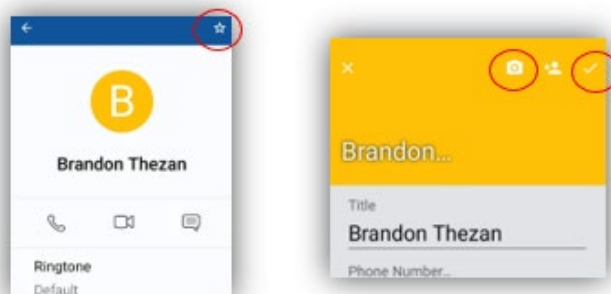 B
Brandon Thezan
Ringtone
Default
Brandon...
Title
Brandon Thezan
Phone Number...